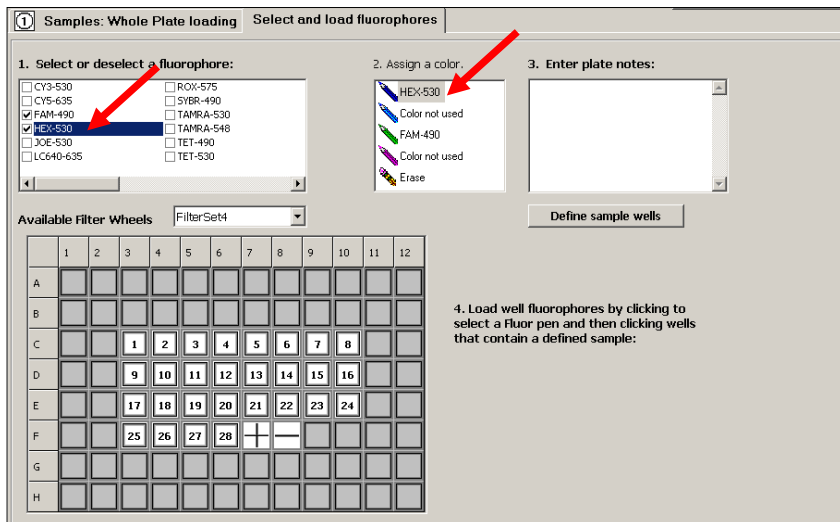 1 Samples: Whole Plate loading Select and load fluorophores
1. Select or deselect a fluorophore:
CY3-530 ROX-575
CY5-635 SYBR-490
FAM-490 TAMRA-530
HEX-530 TAMRA-548
JOE-530 TET-490
LC640-635 TET-530
2. Assign a color.
HEX-530
Color not used
FAM-490
Color not used
Erase
3. Enter plate notes:
Available Filter Wheels FilterSet4
Define sample wells
1 2 3 4 5 6 7 8 9 10 11 12
A
B
C 1 2 3 4 5 6 7 8
D 9 10 11 12 13 14 15 16
E 17 18 19 20 21 22 23 24
F 25 26 27 28 + −
G
H
4. Load well fluorophores by clicking to
select a Fluor pen and then clicking wells
that contain a defined sample: